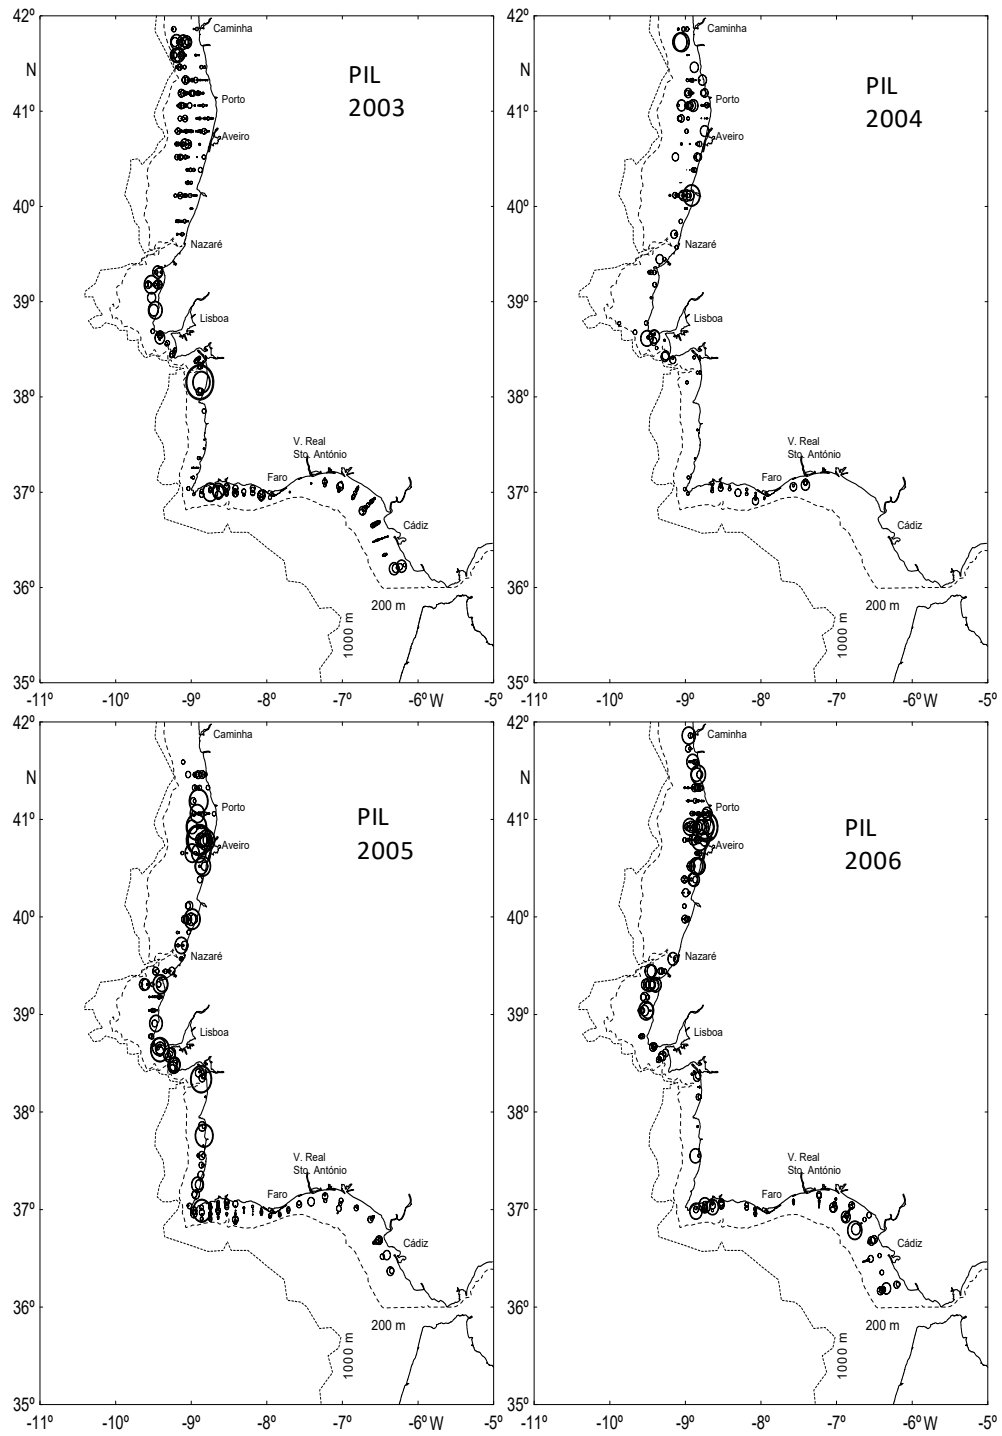 42º
Caminha
N
PIL
2003
41º
Porto
Aveiro
40º
Nazaré
39º
Lisboa
38º
V. Real
Sto. António
Faro
37º
Cádiz
36º
200 m
1000 m
35º
-11º -10º -9º -8º -7º -6º W -5º
42º
Caminha
N
PIL
2004
41º
Porto
Aveiro
40º
Nazaré
39º
Lisboa
38º
V. Real
Sto. António
Faro
37º
Cádiz
36º
200 m
1000 m
35º
-11º -10º -9º -8º -7º -6º W -5º
42º
Caminha
N
PIL
2005
41º
Porto
Aveiro
40º
Nazaré
39º
Lisboa
38º
V. Real
Sto. António
Faro
37º
Cádiz
36º
200 m
1000 m
35º
-11º -10º -9º -8º -7º -6º W -5º
42º
Caminha
N
PIL
2006
41º
Porto
Aveiro
40º
Nazaré
39º
Lisboa
38º
V. Real
Sto. António
Faro
37º
Cádiz
36º
200 m
1000 m
35º
-11º -10º -9º -8º -7º -6º W -5º